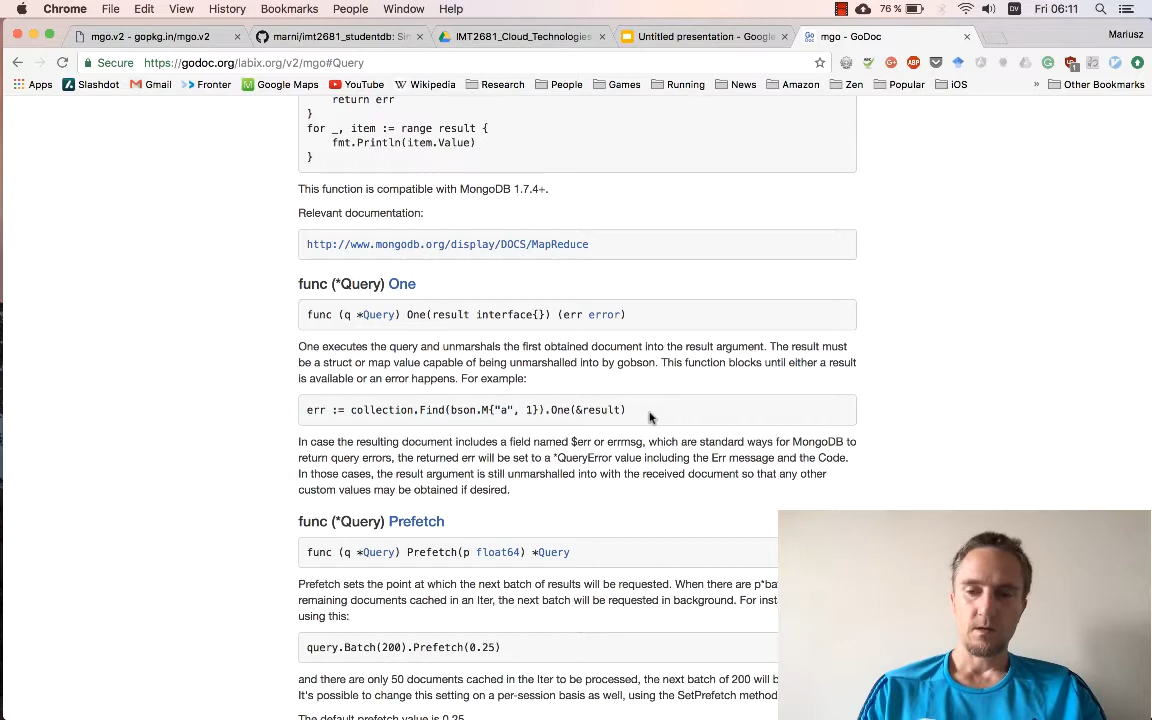 Chrome File Edit View History Bookmarks People Window Help 76 % DV Fri 06:11
mgo.v2 - gopkg.in/mgo.v2 marni/imt2681_studentdb: Sim IMT2681_Cloud_Technologies Untitled presentation - Google mgo - GoDoc Mariusz
Secure https://godoc.org/labix.org/v2/mgo#Query
Apps Slashdot Gmail Fronter Google Maps YouTube Wikipedia Research People Games Running News Amazon Zen Popular iOS » Other Bookmarks
return err
}
for _, item := range result {
fmt.Println(item.Value)
}
This function is compatible with MongoDB 1.7.4+.
Relevant documentation:
http://www.mongodb.org/display/DOCS/MapReduce
func (*Query) One
func (q *Query) One(result interface{}) (err error)
One executes the query and unmarshals the first obtained document into the result argument. The result must
be a struct or map value capable of being unmarshalled into by gobson. This function blocks until either a result
is available or an error happens. For example:
err := collection.Find(bson.M{"a", 1}).One(&result)
In case the resulting document includes a field named $err or errmsg, which are standard ways for MongoDB to
return query errors, the returned err will be set to a *QueryError value including the Err message and the Code.
In those cases, the result argument is still unmarshalled into with the received document so that any other
custom values may be obtained if desired.
func (*Query) Prefetch
func (q *Query) Prefetch(p float64) *Query
Prefetch sets the point at which the next batch of results will be requested. When there are p*ba
remaining documents cached in an Iter, the next batch will be requested in background. For inst
using this:
query.Batch(200).Prefetch(0.25)
and there are only 50 documents cached in the Iter to be processed, the next batch of 200 will b
It's possible to change this setting on a per-session basis as well, using the SetPrefetch method
The default prefetch value is 0.25